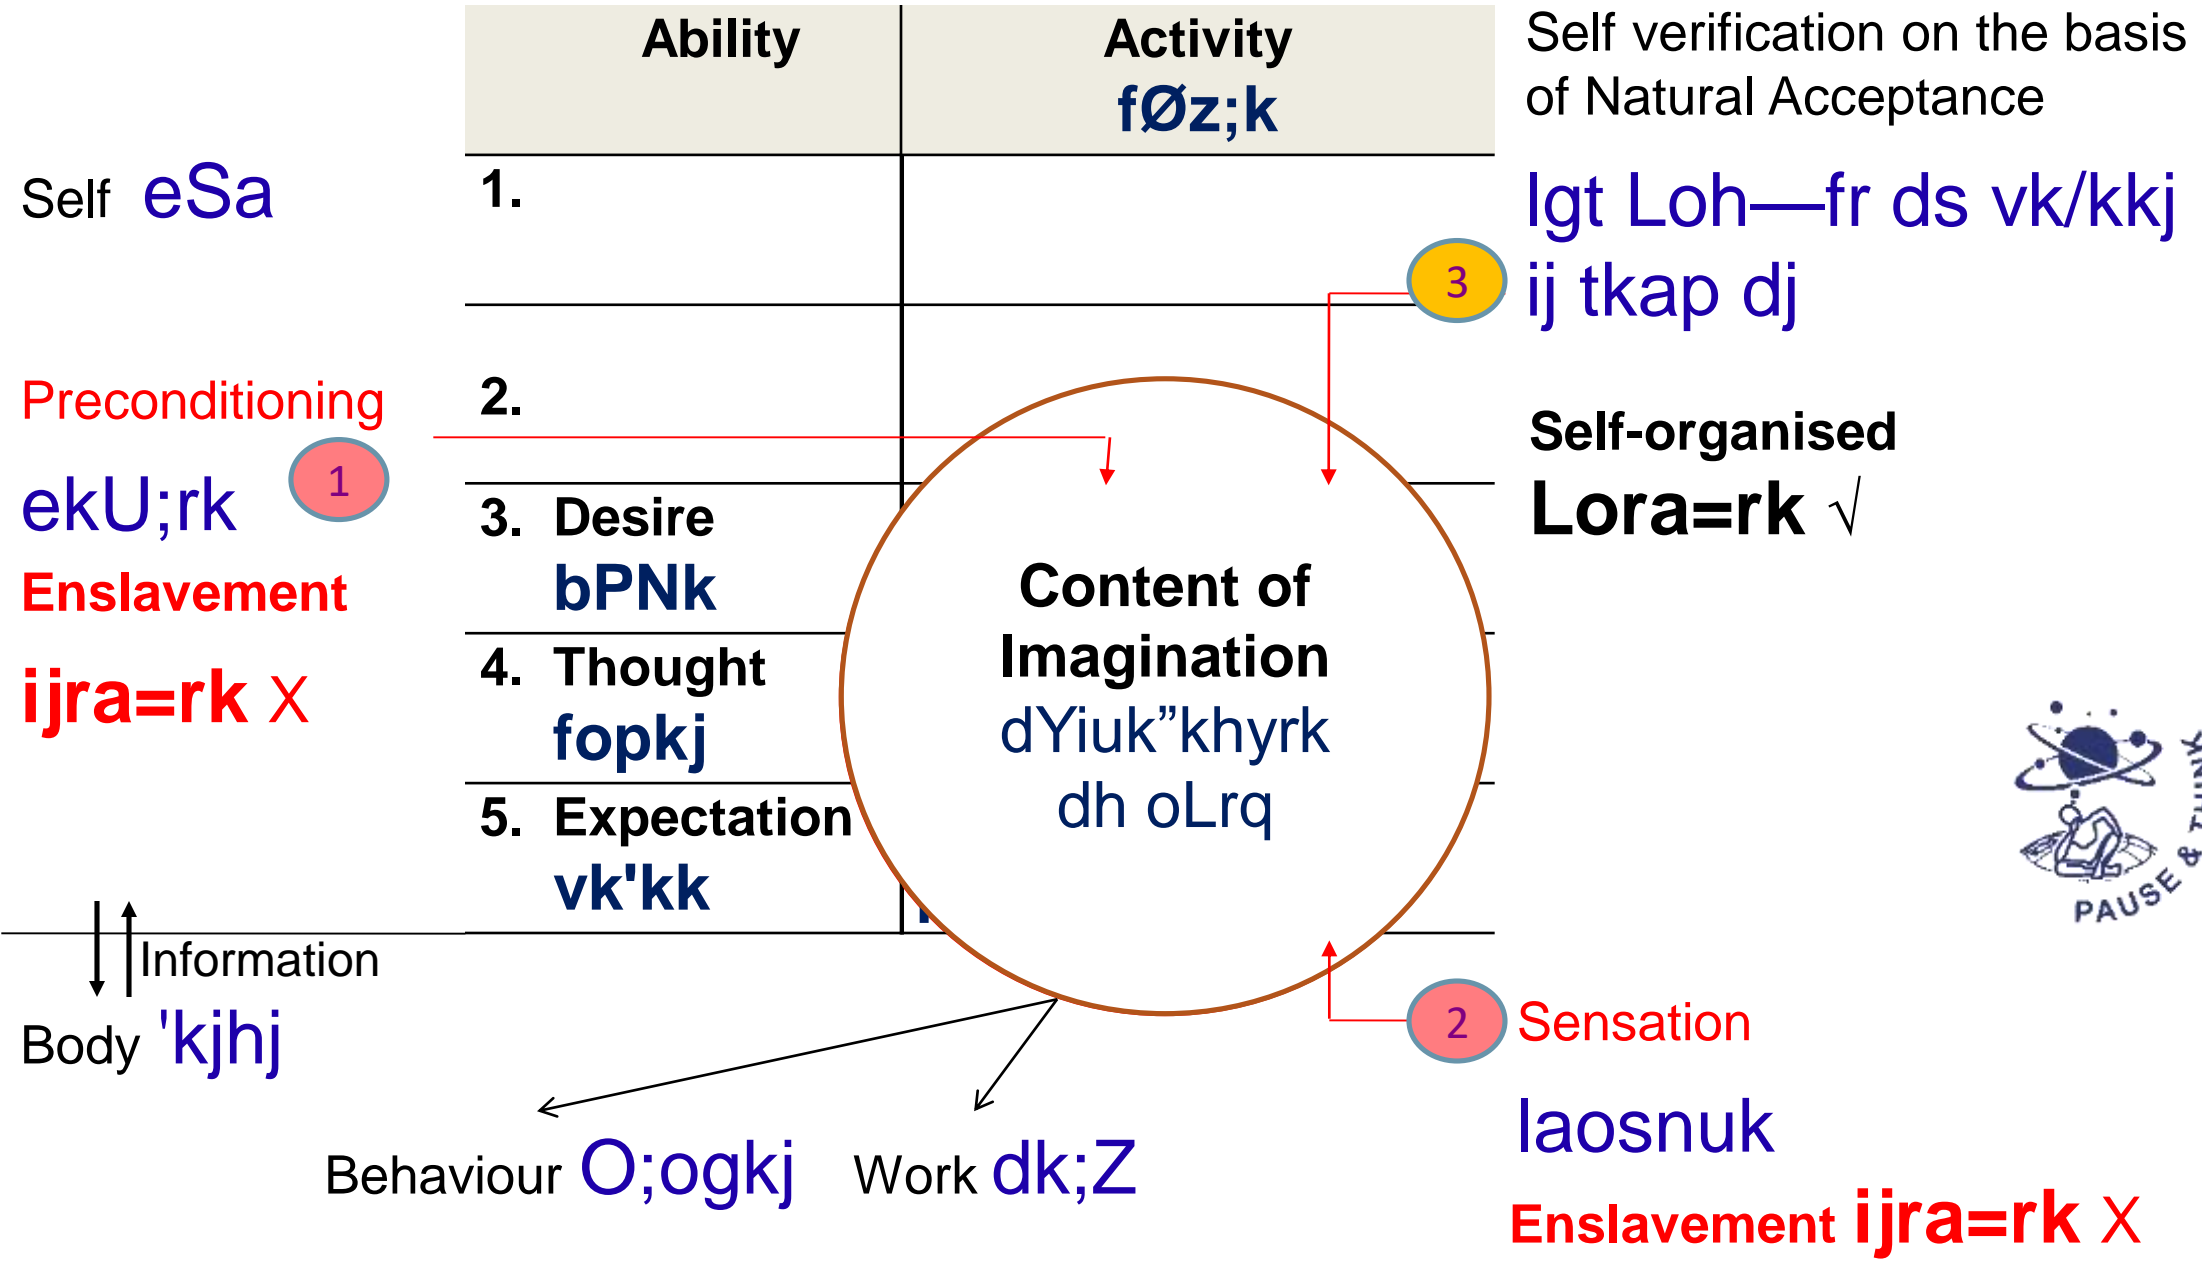 Ability
Activity
fØz;k
Self verification on the basis
of Natural Acceptance
lgt Loh—fr ds vk/kkj
ij tkap dj
Self eSa
1.
3
Preconditioning
ekU;rk
1
Enslavement
ijra=rk X
2.
Self-organised
Lora=rk √
3. Desire
bPNk
4. Thought
fopkj
5. Expectation
vk'kk
Content of
Imagination
dYiuk”khyrk
dh oLrq
PAUSE &
Information
Body 'kjhj
2
Sensation
laosnuk
Enslavement ijra=rk X
Behaviour O;ogkj
Work dk;Z